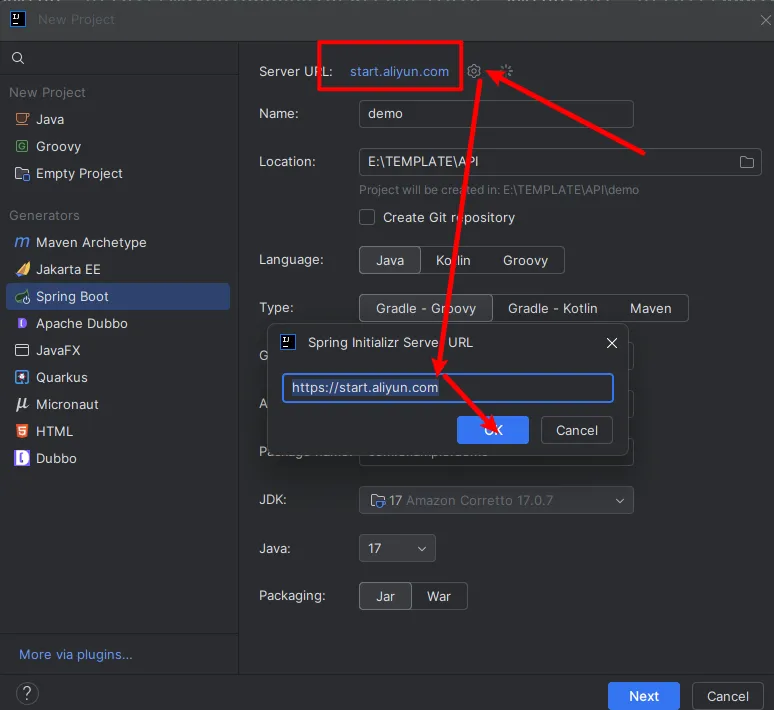 New Project
Server URL: start.aliyun.com
New Project
Java
Groovy
Empty Project
Generators
Maven Archetype
Jakarta EE
Spring Boot
Apache Dubbo
JavaFX
Quarkus
Micronaut
HTML
Dubbo
More via plugins...
Name: demo
Location: E:\TEMPLATE\API
Project will be created in: E:\TEMPLATE\API\demo
Create Git repository
Language: Java Kotlin Groovy
Type: Gradle - Groovy Gradle - Kotlin Maven
Spring Initializr Server URL
https://start.aliyun.com
OK Cancel
JDK: 17 Amazon Corretto 17.0.7
Java: 17
Packaging: Jar War
? Next Cancel